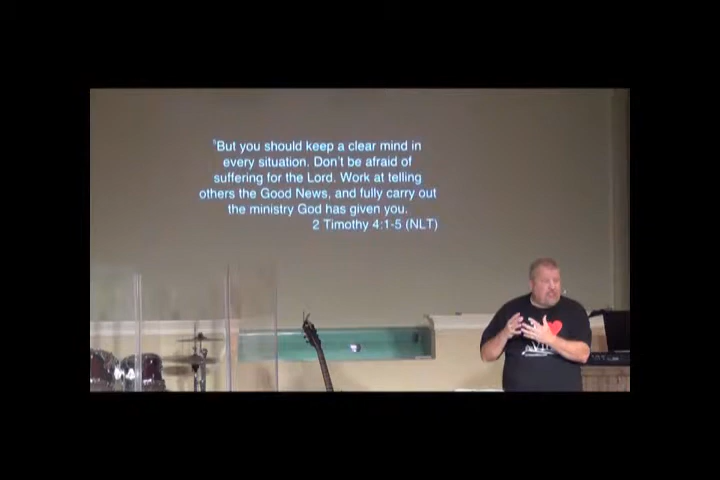 ⁵But you should keep a clear mind in
every situation. Don't be afraid of
suffering for the Lord. Work at telling
others the Good News, and fully carry out
the ministry God has given you.
2 Timothy 4:1-5 (NLT)